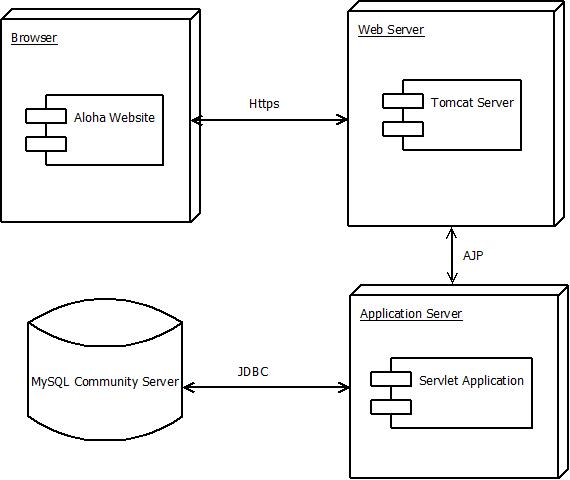 Browser
Aloha Website
Https
Web Server
Tomcat Server
AJP
Application Server
Servlet Application
JDBC
MySQL Community Server